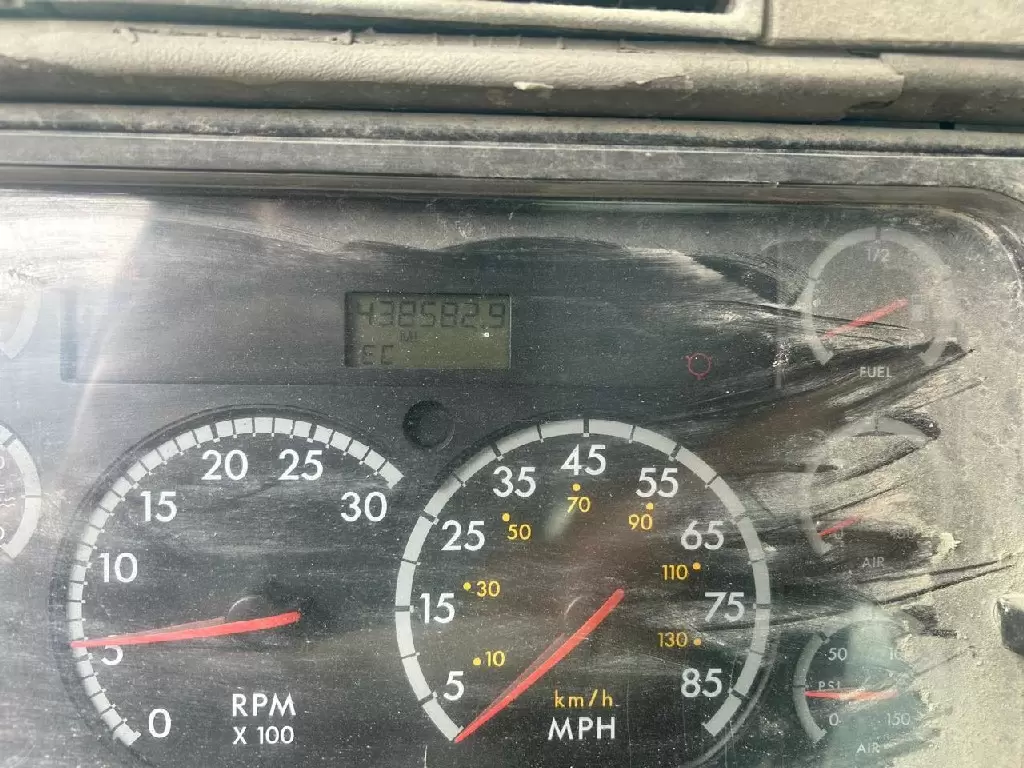 438582.9
EC
1/2
FUEL
0 5 10 15 20 25 30
RPM
X 100
5 15 25 35 45 55 65 75 85
10 30 50 70 90 110 130
km/h
MPH
AIR
50
PSI
0 150
AIR